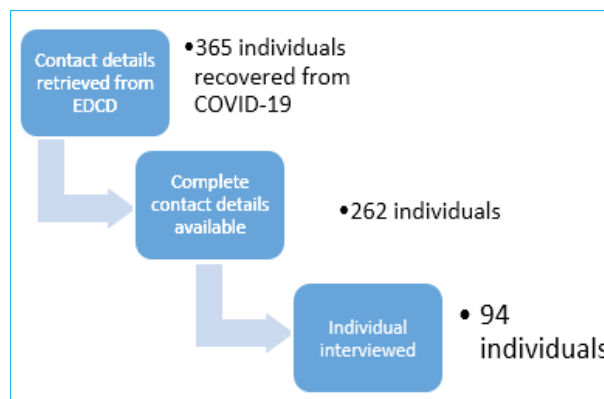 Contact details
retrieved from
EDCD
•365 individuals
recovered from
COVID-19
Complete
contact details
available
•262 individuals
Individual
interviewed
• 94
individuals